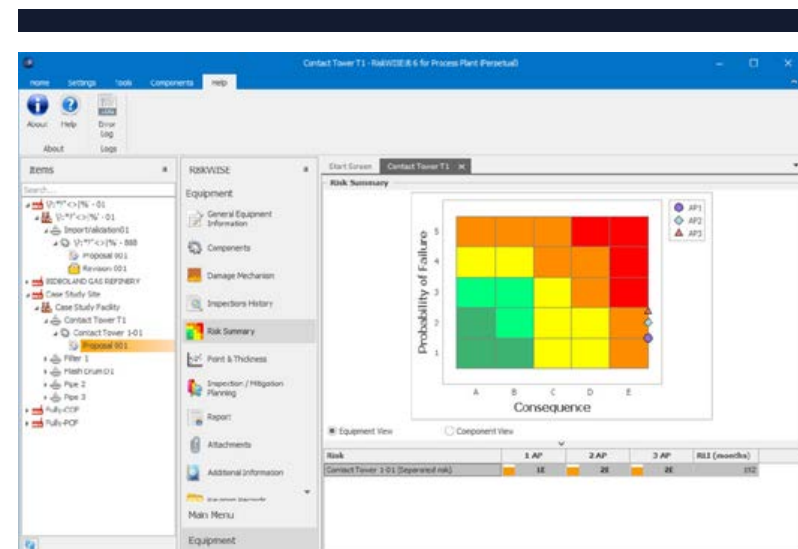 Contact Tower T1 - RiskWISE® 6 for Process Plant (Perpetual)
Home Settings Tools Components Help
About Help Error Log
About Logs
Items
Search...
Import/alidation01
Proposal 001
Revision 001
Case Study Site
Case Study Facility
Contact Tower T1
Contact Tower 1-01
Proposal 001
Filter 1
Flash Drum D1
Pipe 2
Pipe 3
Fully-COF
Fully-POF
RISKWISE
Equipment
General Equipment Information
Components
Damage Mechanism
Inspections History
Risk Summary
Point & Thickness
Inspection / Mitigation Planning
Report
Attachments
Additional Information
Main Menu
Equipment
Start Screen Contact Tower T1
Risk Summary
Probability of Failure
5
4
3
2
1
A B C D E
Consequence
AP1
AP2
AP3
Equipment View Component View
Risk 1 AP 2 AP 3 AP RLI (months)
Contact Tower 1-01 (Separated risk) 1E 2E 2E 192